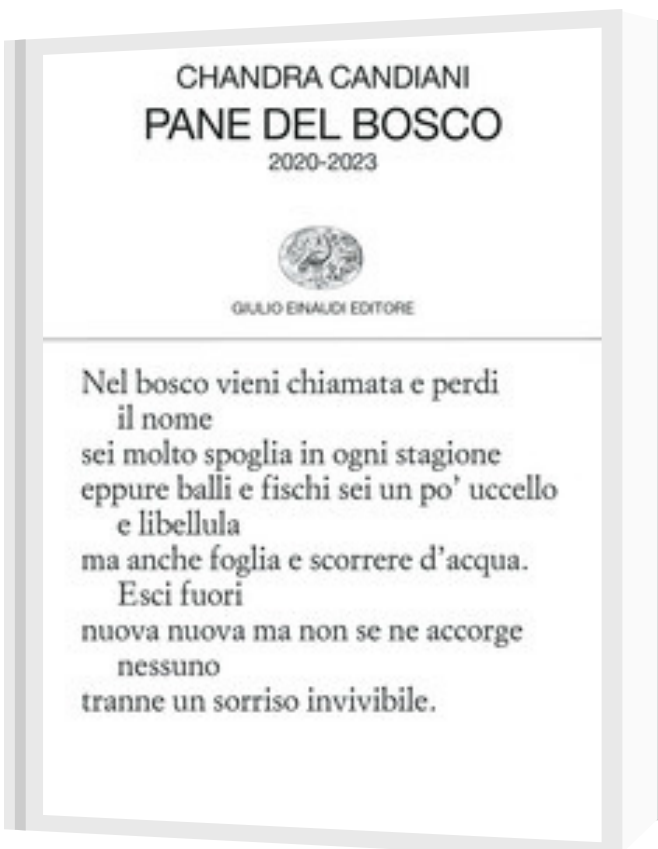 CHANDRA CANDIANI
PANE DEL BOSCO
2020-2023
GIULIO EINAUDI EDITORE
Nel bosco vieni chiamata e perdi
il nome
sei molto spoglia in ogni stagione
eppure balli e fischi sei un po’ uccello
e libellula
ma anche foglia e scorrere d’acqua.
Esci fuori
nuova nuova ma non se ne accorge
nessuno
tranne un sorriso invivibile.